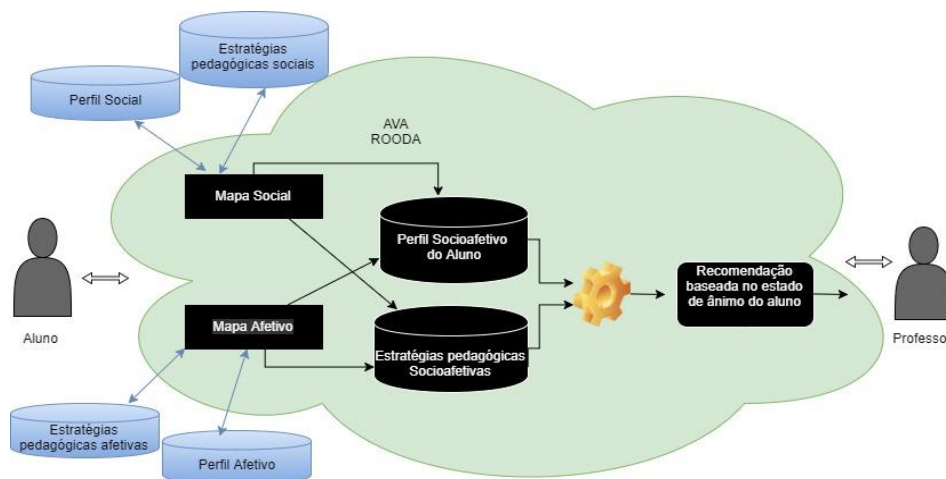 Estratégias
pedagógicas sociais
Perfil Social
AVA
ROODA
Mapa Social
Perfil Socioafetivo
do Aluno
Recomendação
baseada no estado
de ânimo do aluno
Aluno
Mapa Afetivo
Professo
Estratégias pedagógicas
Socioafetivas
Estratégias
pedagógicas afetivas
Perfil Afetivo